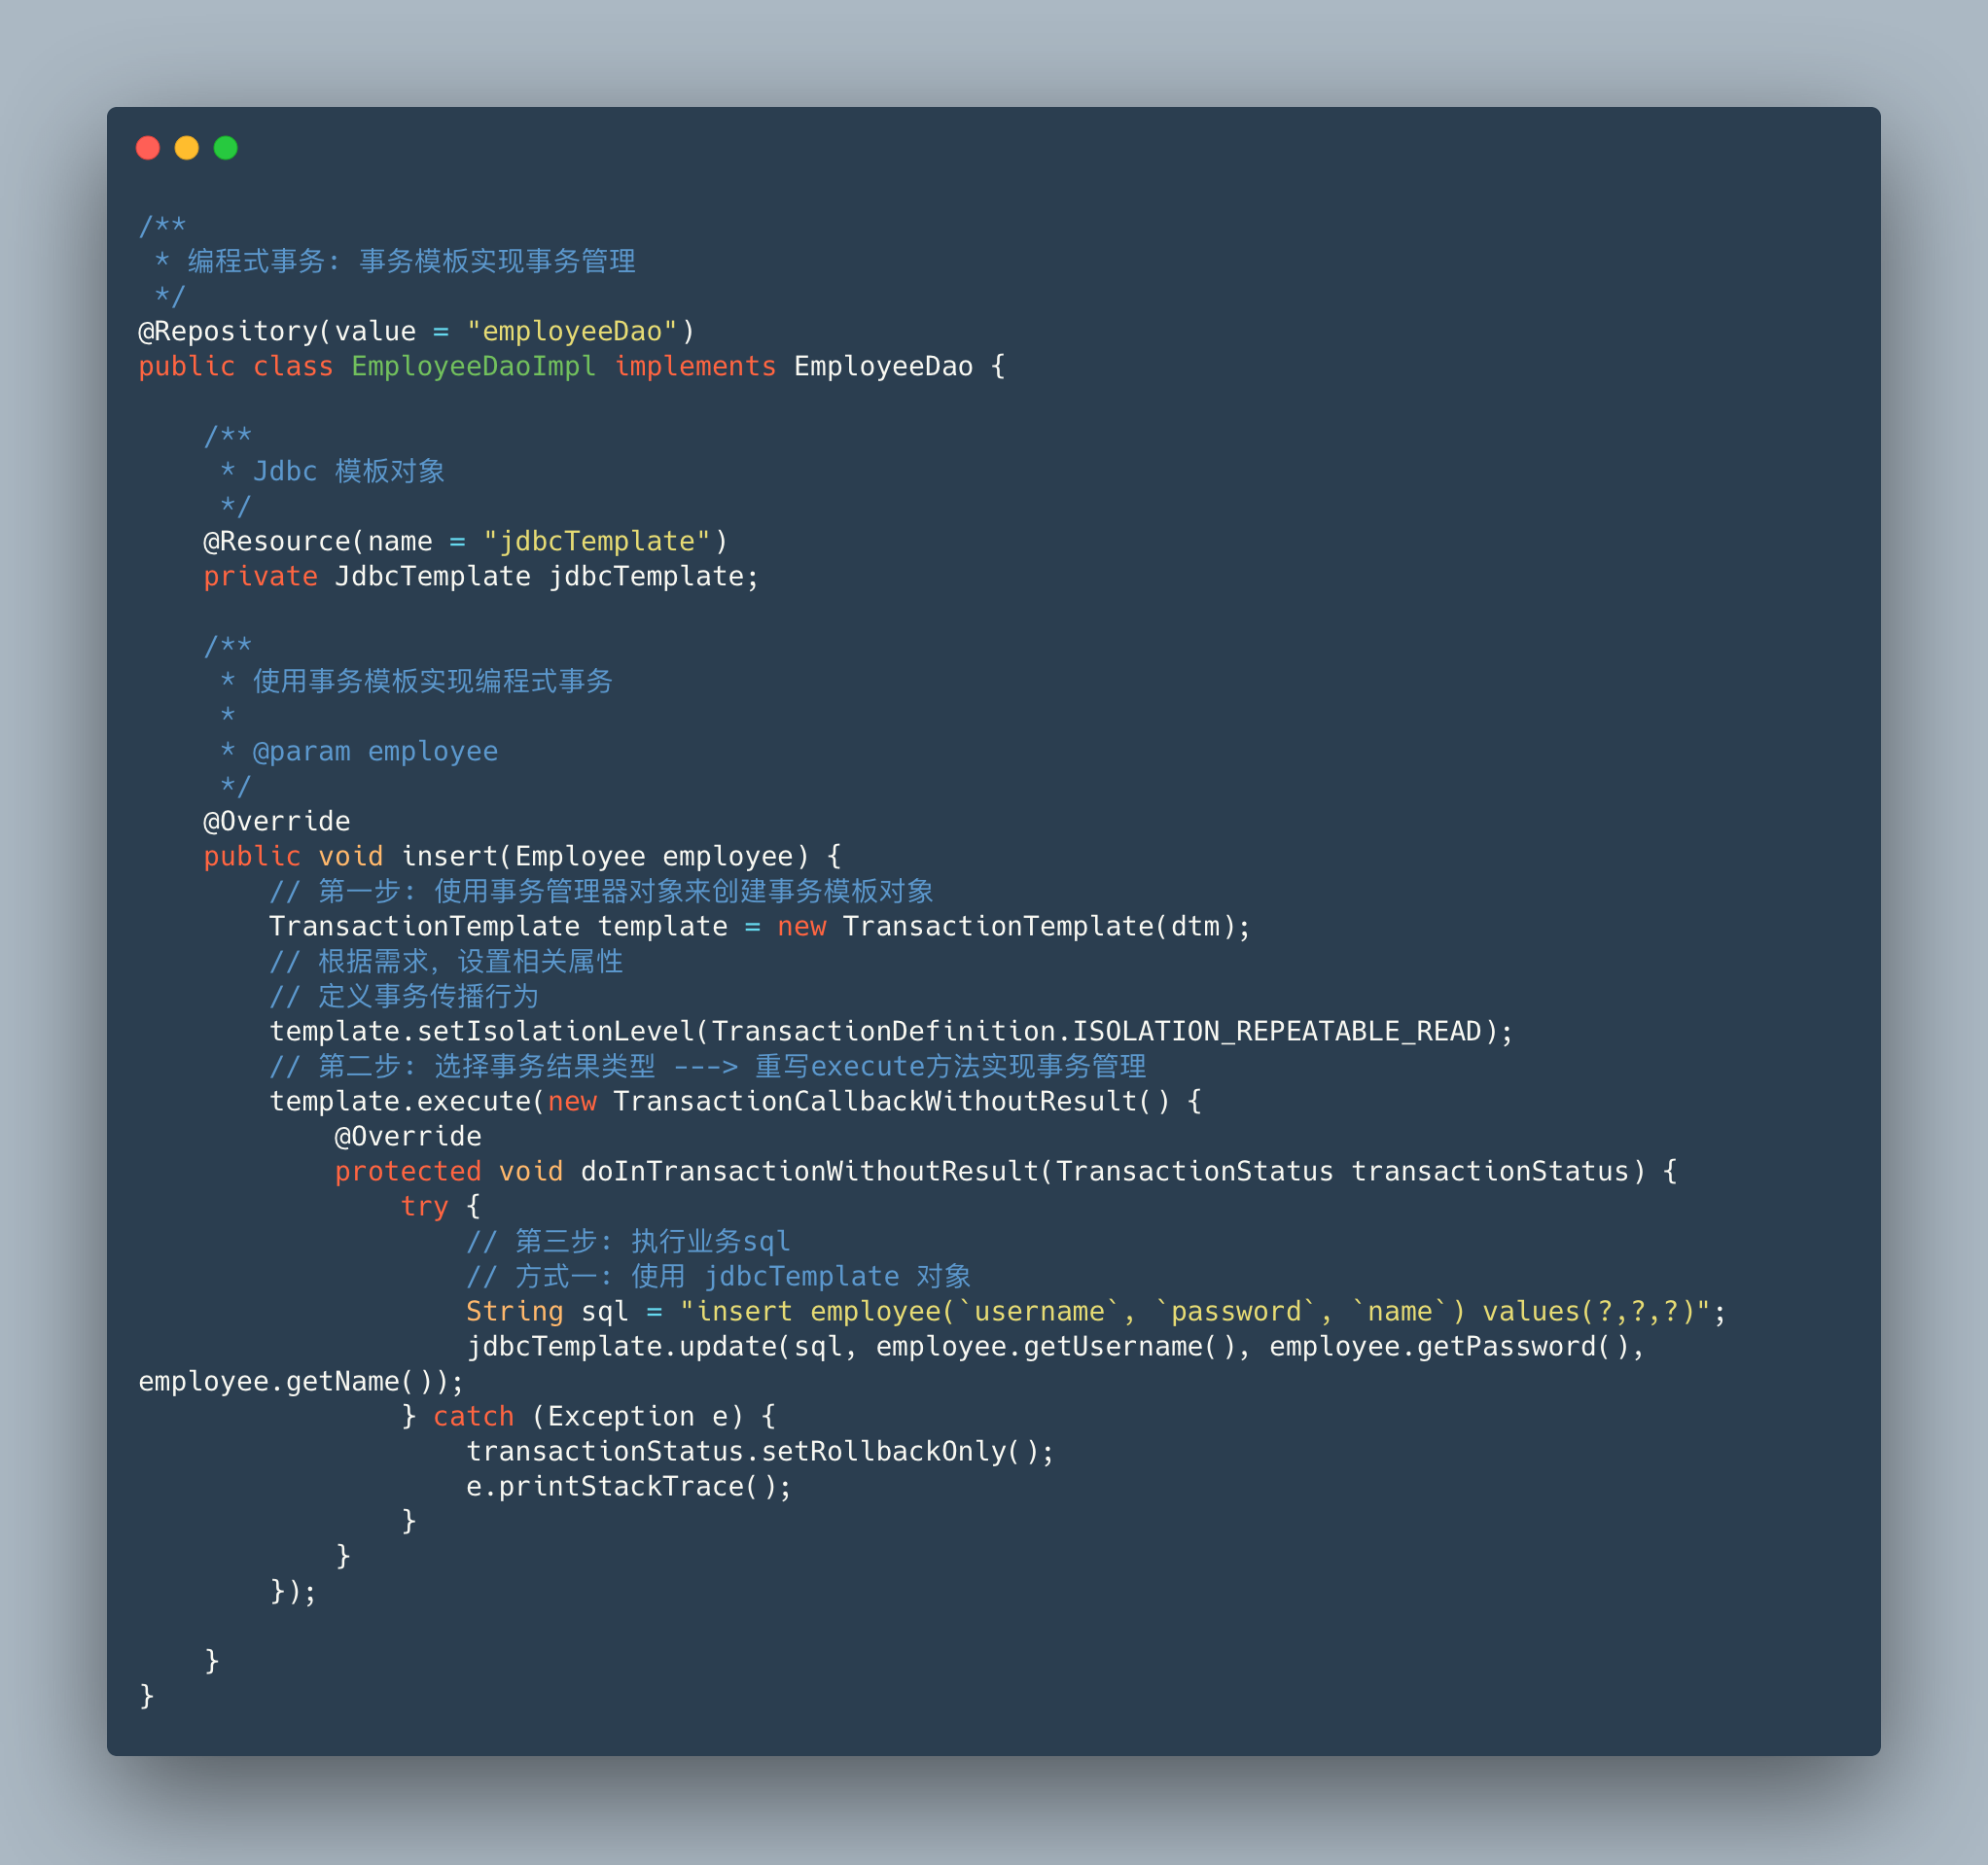 /**
 * 编程式事务: 事务模板实现事务管理
 */
@Repository(value = "employeeDao")
public class EmployeeDaoImpl implements EmployeeDao {

    /**
     * Jdbc 模板对象
     */
    @Resource(name = "jdbcTemplate")
    private JdbcTemplate jdbcTemplate;

    /**
     * 使用事务模板实现编程式事务
     *
     * @param employee
     */
    @Override
    public void insert(Employee employee) {
        // 第一步: 使用事务管理器对象来创建事务模板对象
        TransactionTemplate template = new TransactionTemplate(dtm);
        // 根据需求, 设置相关属性
        // 定义事务传播行为
        template.setIsolationLevel(TransactionDefinition.ISOLATION_REPEATABLE_READ);
        // 第二步: 选择事务结果类型 ---> 重写execute方法实现事务管理
        template.execute(new TransactionCallbackWithoutResult() {
            @Override
            protected void doInTransactionWithoutResult(TransactionStatus transactionStatus) {
                try {
                    // 第三步: 执行业务sql
                    // 方式一: 使用 jdbcTemplate 对象
                    String sql = "insert employee(`username`, `password`, `name`) values(?,?,?)";
                    jdbcTemplate.update(sql, employee.getUsername(), employee.getPassword(),
employee.getName());
                } catch (Exception e) {
                    transactionStatus.setRollbackOnly();
                    e.printStackTrace();
                }
            }
        });

    }
}